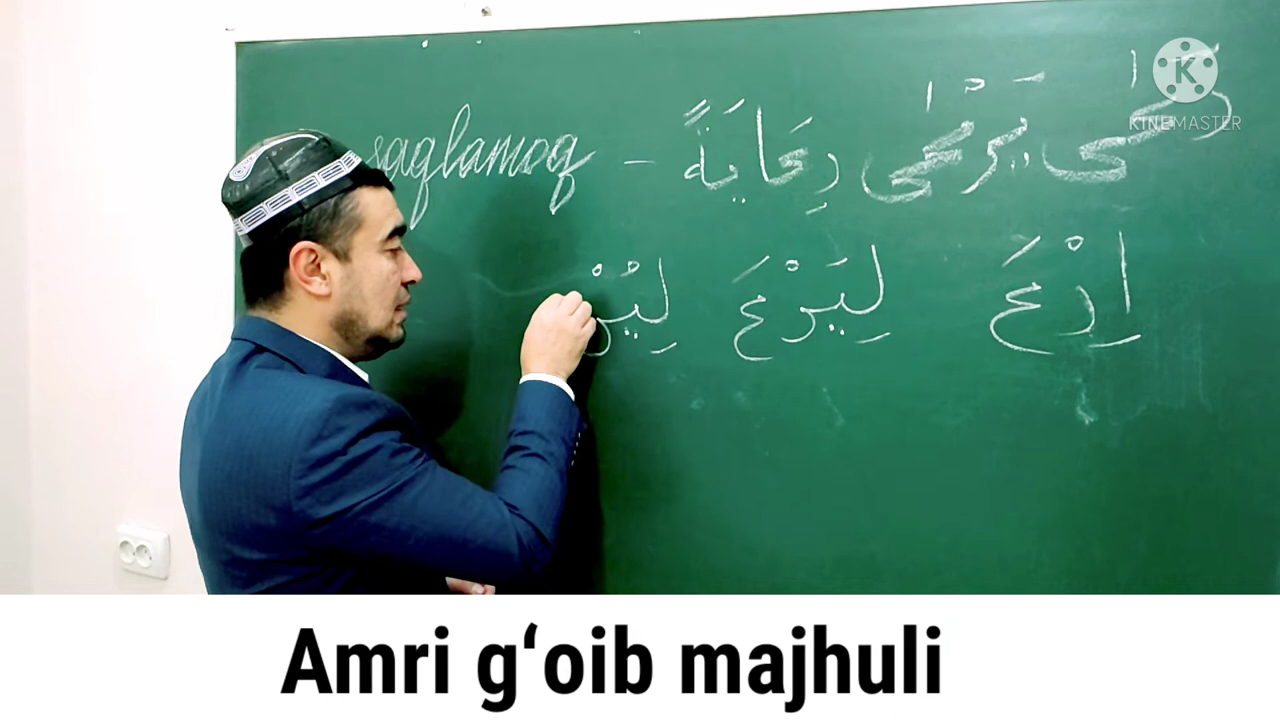 KINEMASTER
رَعَى يَرْعَى رِعَايَةً – saqlamoq
اِرْعَ لِيَرْعَ لِيُرْ
Amri g‘oib majhuli